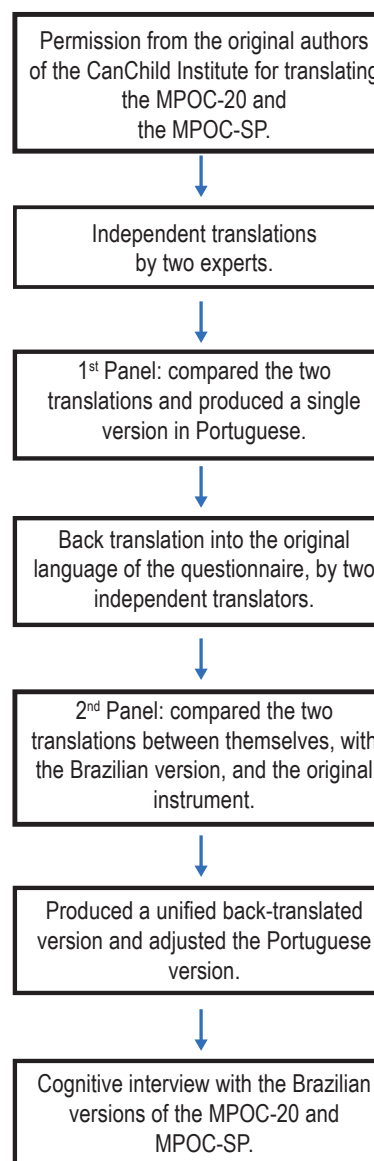 Permission from the original authors
of the CanChild Institute for translating
the MPOC-20 and
the MPOC-SP.
Independent translations
by two experts.
1st Panel: compared the two
translations and produced a single
version in Portuguese.
Back translation into the original
language of the questionnaire, by two
independent translators.
2nd Panel: compared the two
translations between themselves, with
the Brazilian version, and the original
instrument.
Produced a unified back-translated
version and adjusted the Portuguese
version.
Cognitive interview with the Brazilian
versions of the MPOC-20 and
MPOC-SP.